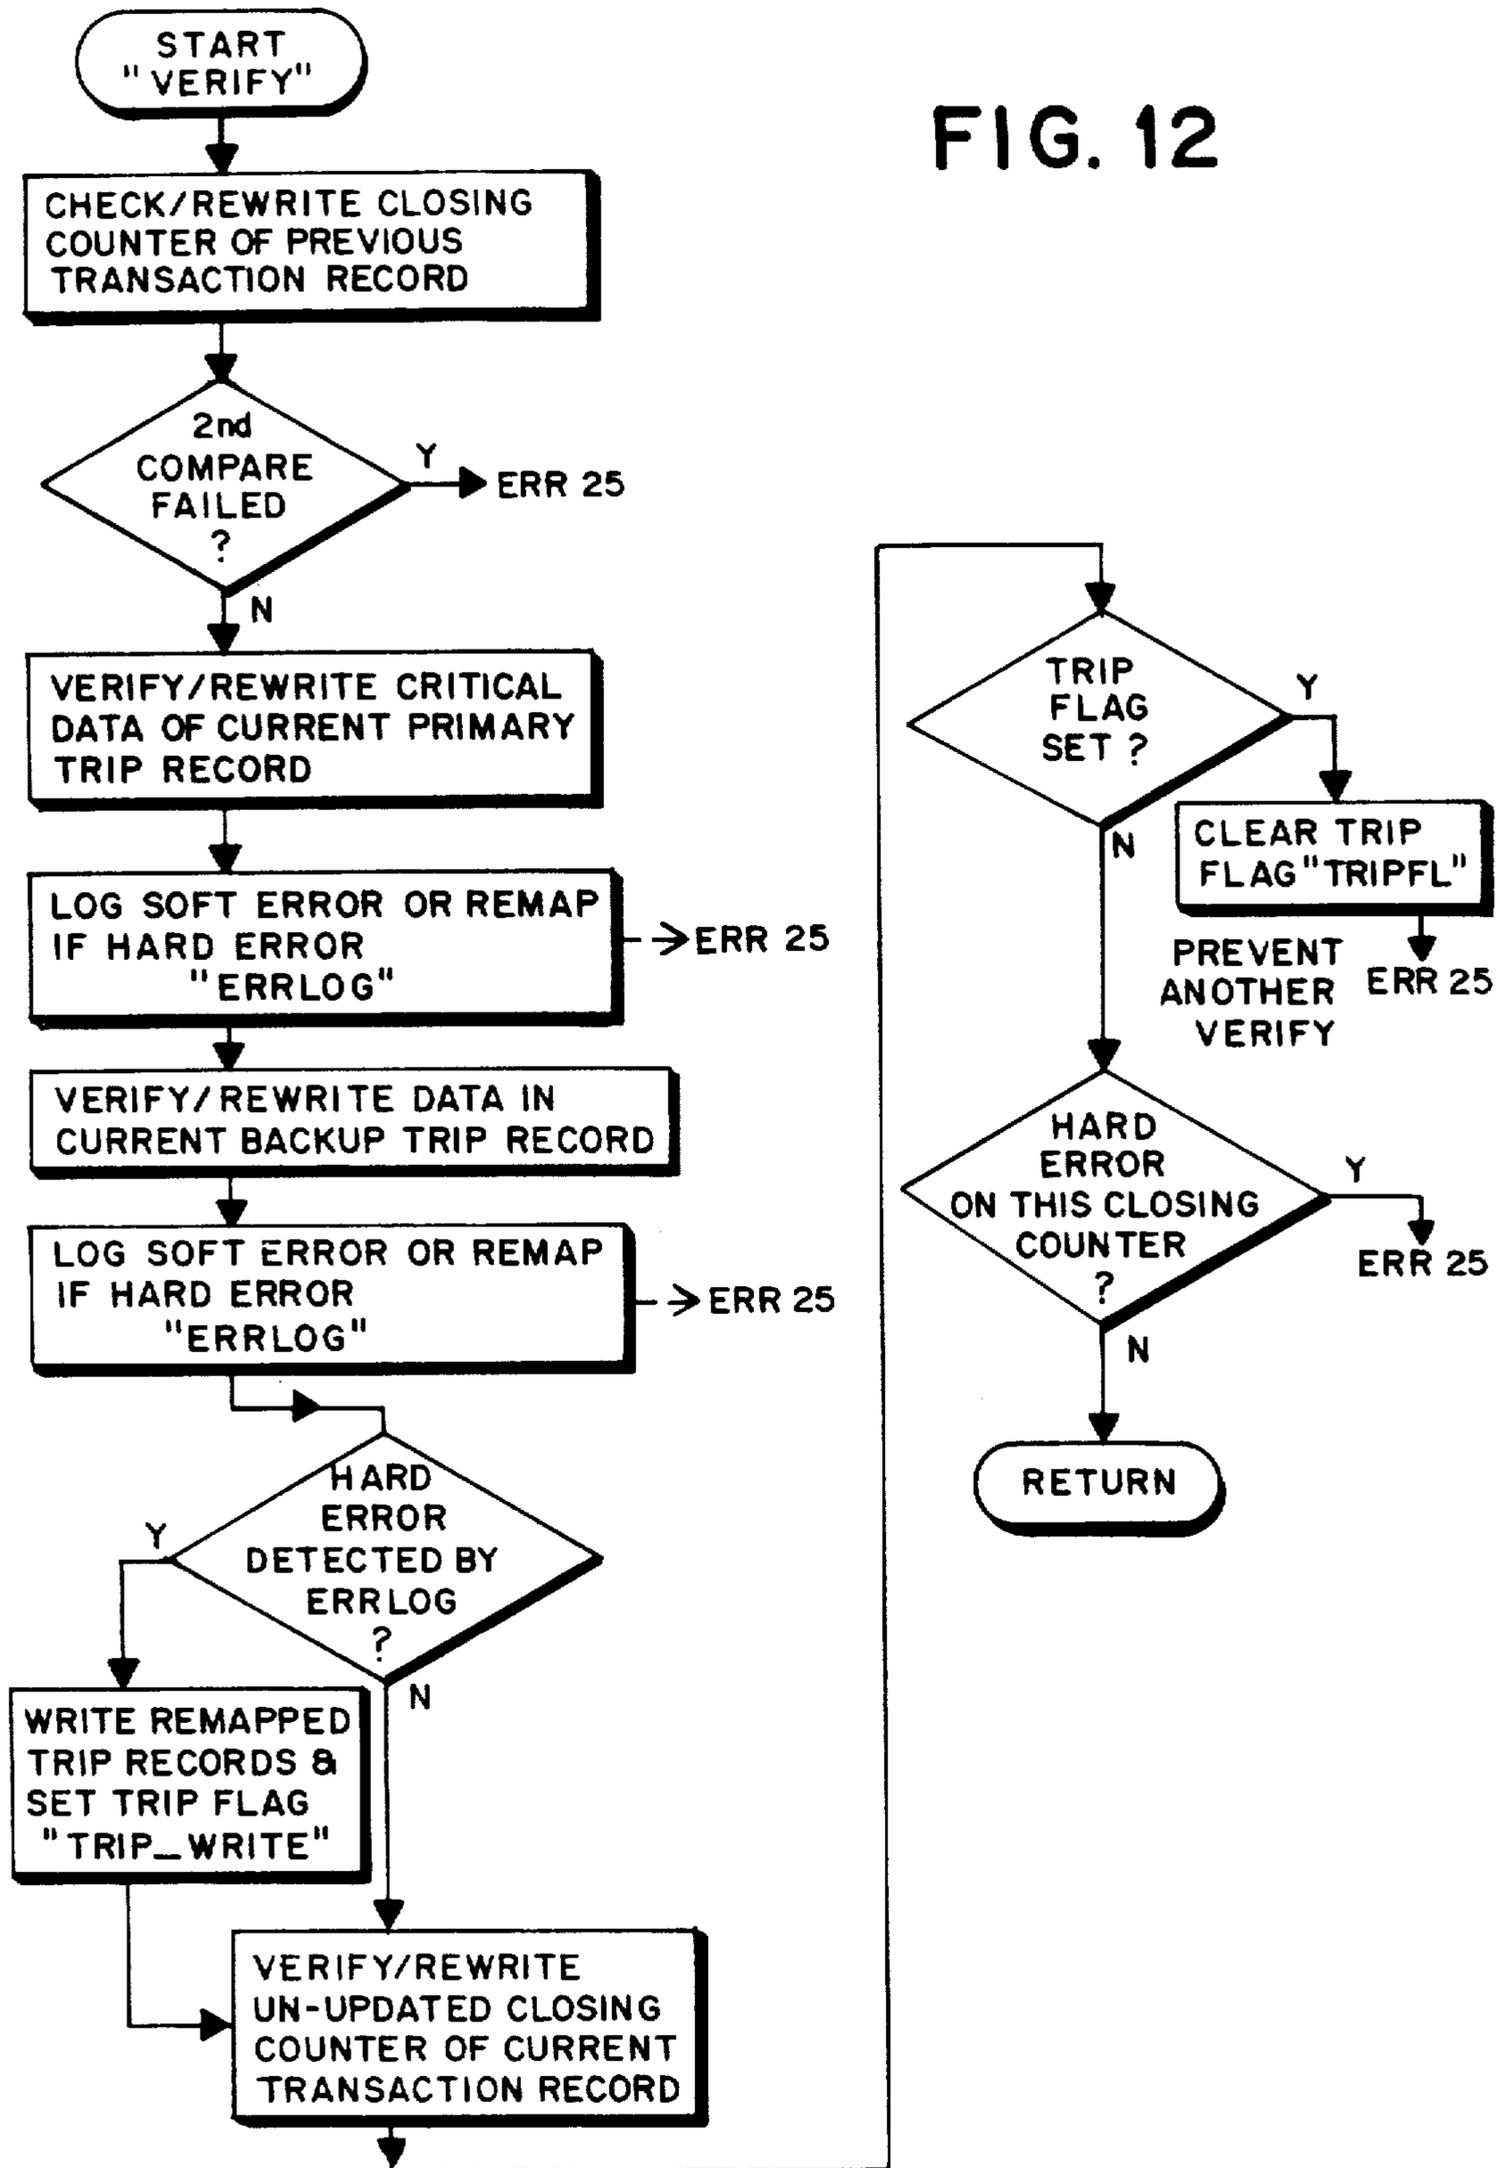 FIG. 12
START
"VERIFY"
CHECK/REWRITE CLOSING
COUNTER OF PREVIOUS
TRANSACTION RECORD
2nd
COMPARE
FAILED
?
Y
ERR 25
N
VERIFY/REWRITE CRITICAL
DATA OF CURRENT PRIMARY
TRIP RECORD
LOG SOFT ERROR OR REMAP
IF HARD ERROR
"ERRLOG"
ERR 25
VERIFY/REWRITE DATA IN
CURRENT BACKUP TRIP RECORD
LOG SOFT ERROR OR REMAP
IF HARD ERROR
"ERRLOG"
ERR 25
HARD
ERROR
DETECTED BY
ERRLOG
?
Y
N
WRITE REMAPPED
TRIP RECORDS &
SET TRIP FLAG
"TRIP_WRITE"
VERIFY/REWRITE
UN-UPDATED CLOSING
COUNTER OF CURRENT
TRANSACTION RECORD
TRIP
FLAG
SET ?
Y
N
CLEAR TRIP
FLAG "TRIPFL"
PREVENT
ANOTHER
VERIFY
ERR 25
HARD
ERROR
ON THIS CLOSING
COUNTER
?
Y
ERR 25
N
RETURN